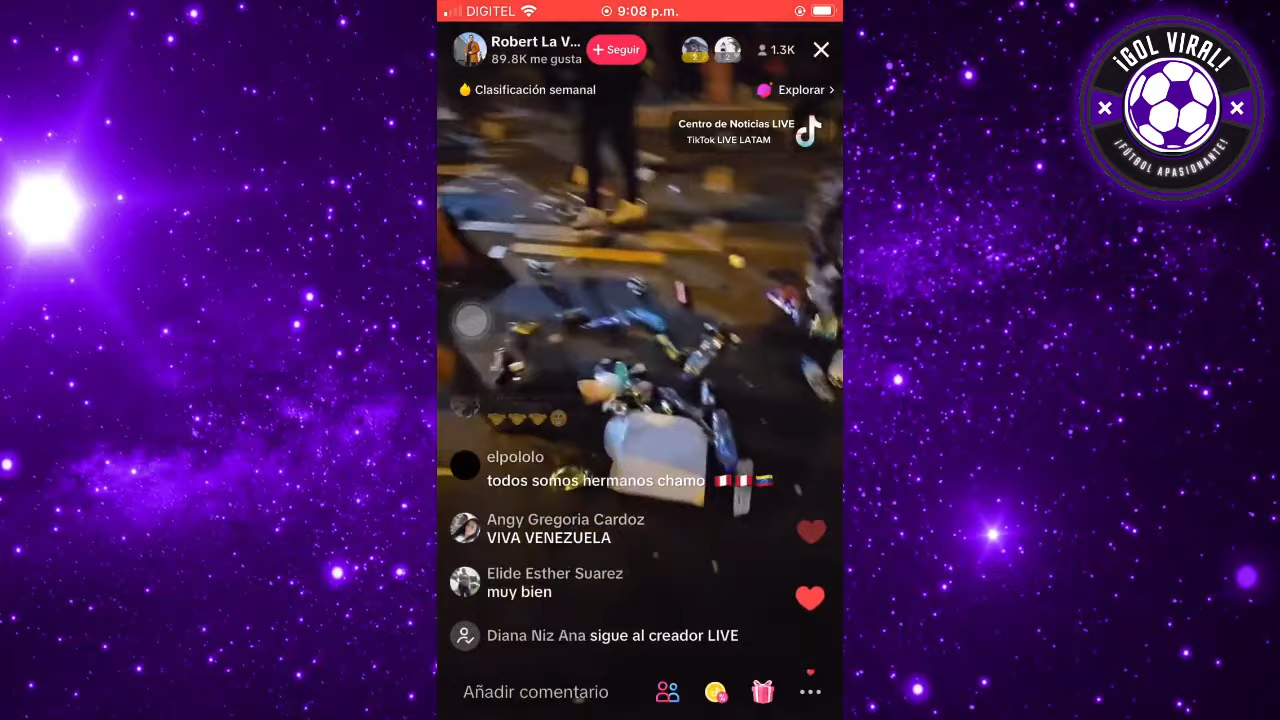 DIGITEL
9:08 p.m.
Robert La V...
89.8K me gusta
+ Seguir
2
2
1.3K
Clasificación semanal
Explorar >
Centro de Noticias LIVE
TikTok LIVE LATAM
elpololo
todos somos hermanos chamo
Angy Gregoria Cardoz
VIVA VENEZUELA
Elide Esther Suarez
muy bien
Diana Niz Ana sigue al creador LIVE
Añadir comentario
¡GOL VIRAL!
¡FÚTBOL APASIONANTE!